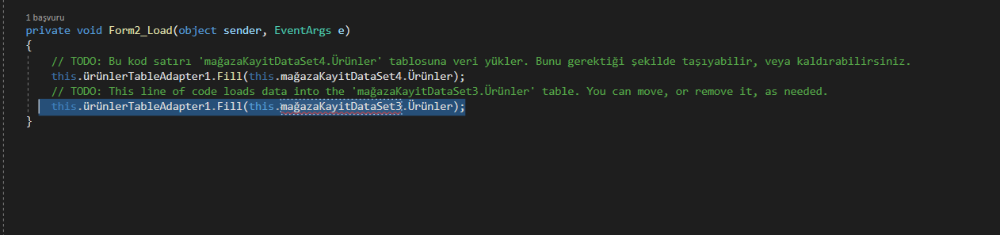 1 başvuru
private void Form2_Load(object sender, EventArgs e)
{
// TODO: Bu kod satırı 'mağazaKayitDataSet4.Ürünler' tablosuna veri yükler. Bunu gerektiği şekilde taşıyabilir, veya kaldırabilirsiniz.
this.ürünlerTableAdapter1.Fill(this.mağazaKayitDataSet4.Ürünler);
// TODO: This line of code loads data into the 'mağazaKayitDataSet3.Ürünler' table. You can move, or remove it, as needed.
this.ürünlerTableAdapter1.Fill(this.mağazaKayitDataSet3.Ürünler);
}